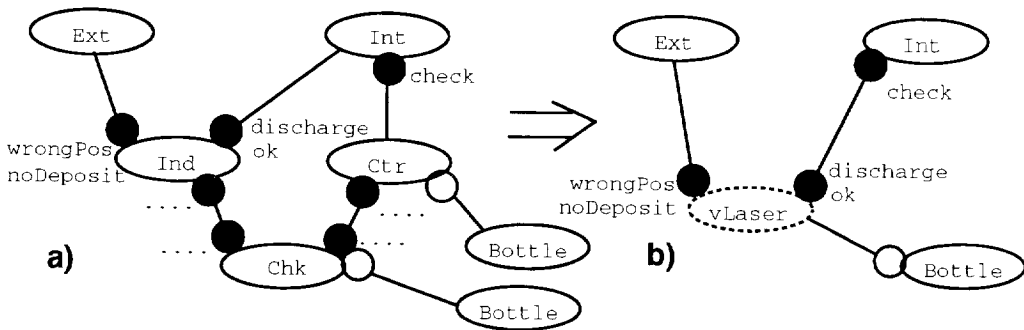 Ext
Int
check
discharge
ok
wrongPos
noDeposit
Ind
Ctr
.....
.....
.....
.....
Chk
Bottle
Bottle
a)
Ext
Int
check
discharge
ok
wrongPos
noDeposit
vLaser
Bottle
b)